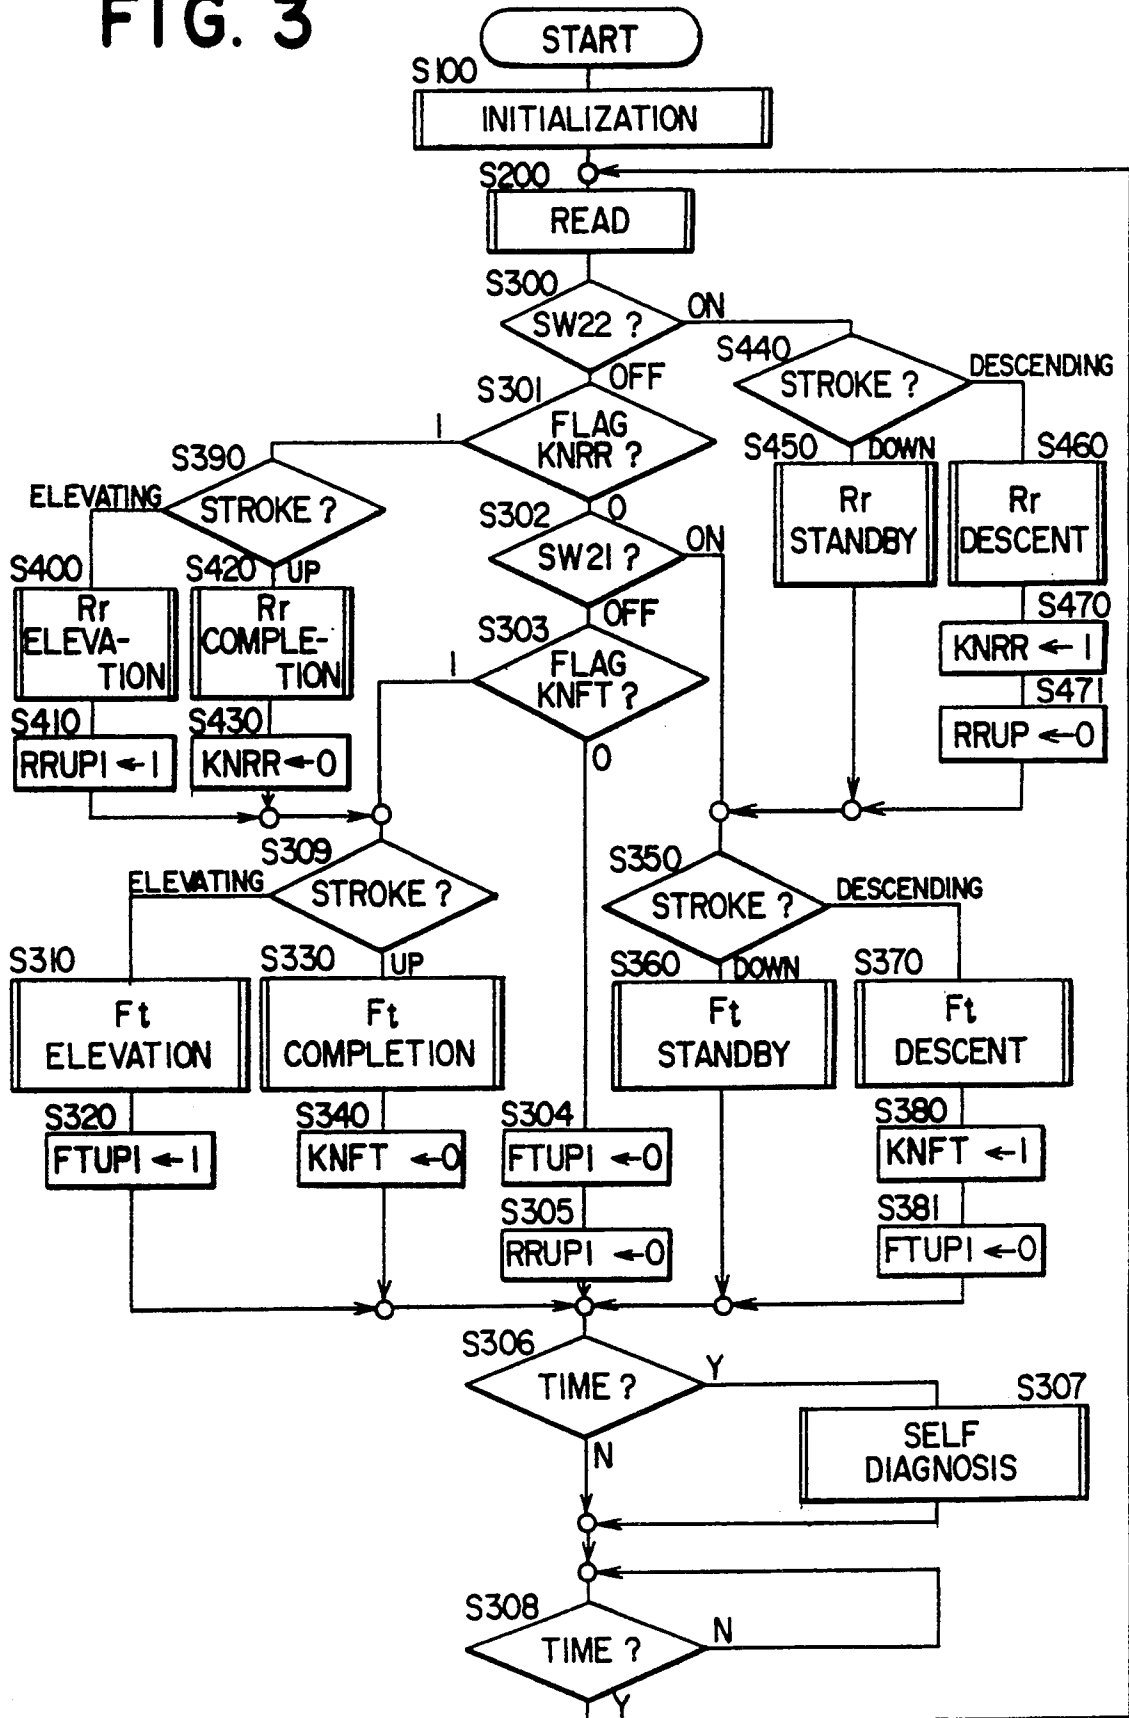 FIG. 3
START
S100
INITIALIZATION
S200
READ
S300
SW22 ?
ON
OFF
S440
STROKE ?
DESCENDING
DOWN
S301
FLAG
KNRR ?
1
0
S390
STROKE ?
ELEVATING
UP
S450
Rr
STANDBY
S460
Rr
DESCENT
S302
SW21 ?
ON
OFF
S400
Rr
ELEVA-
TION
S420
Rr
COMPLE-
TION
S470
KNRR ← 1
S303
FLAG
KNFT ?
1
0
S471
RRUP ← 0
S410
RRUP1 ← 1
S430
KNRR ← 0
S309
STROKE ?
ELEVATING
UP
S350
STROKE ?
DESCENDING
DOWN
S310
Ft
ELEVATION
S330
Ft
COMPLETION
S360
Ft
STANDBY
S370
Ft
DESCENT
S320
FTUP1 ← 1
S340
KNFT ← 0
S304
FTUP1 ← 0
S380
KNFT ← 1
S305
RRUP1 ← 0
S381
FTUP1 ← 0
S306
TIME ?
Y
N
S307
SELF
DIAGNOSIS
S308
TIME ?
N
Y